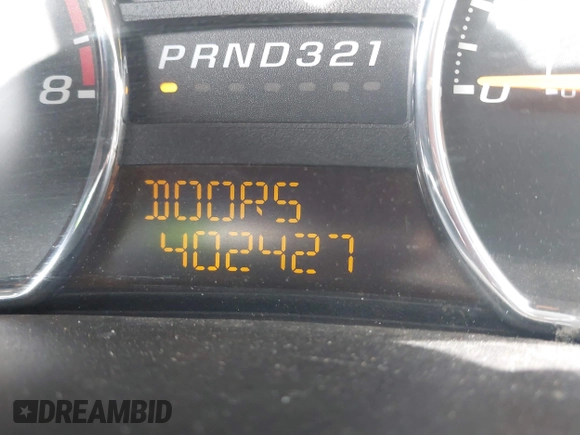 PRND321
8
0
DOORS
402427
DREAMBID